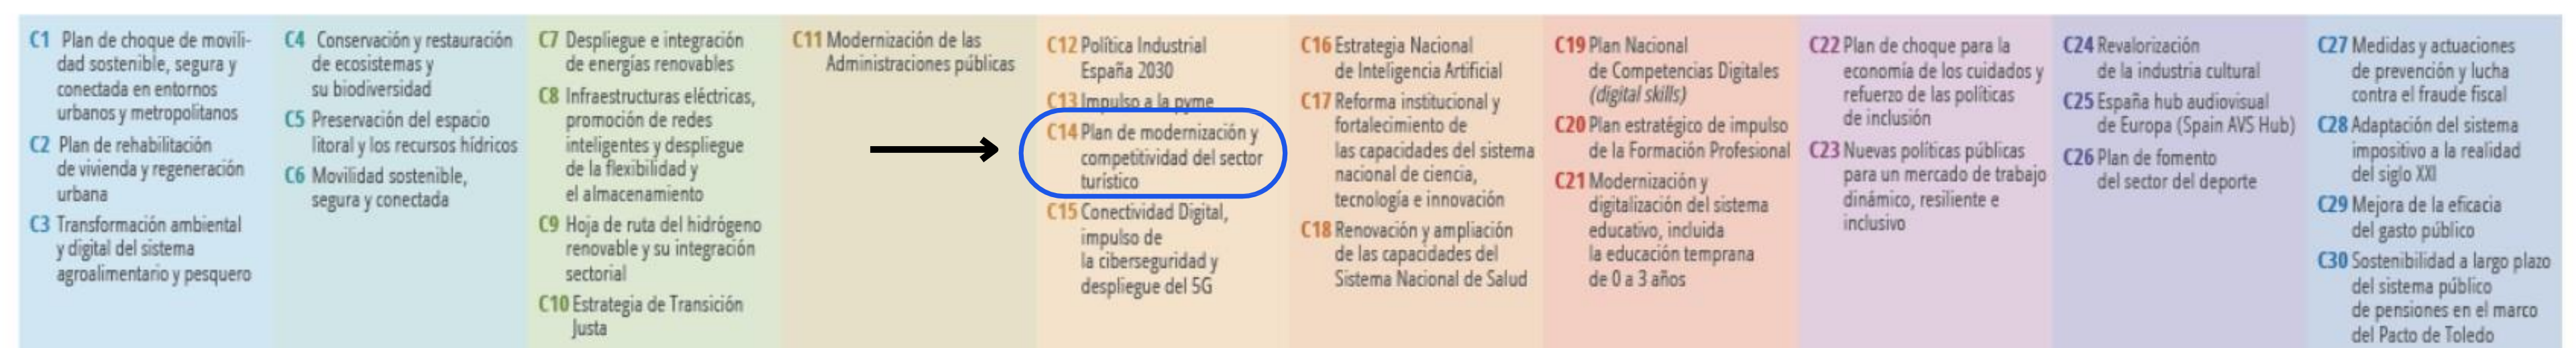 C1 Plan de choque de movili-
dad sostenible, segura y
conectada en entornos
urbanos y metropolitanos
C2 Plan de rehabilitación
de vivienda y regeneración
urbana
C3 Transformación ambiental
y digital del sistema
agroalimentario y pesquero
C4 Conservación y restauración
de ecosistemas y
su biodiversidad
C5 Preservación del espacio
litoral y los recursos hídricos
C6 Movilidad sostenible,
segura y conectada
C7 Despliegue e integración
de energías renovables
C8 Infraestructuras eléctricas,
promoción de redes
inteligentes y despliegue
de la flexibilidad y
el almacenamiento
C9 Hoja de ruta del hidrógeno
renovable y su integración
sectorial
C10 Estrategia de Transición
Justa
C11 Modernización de las
Administraciones públicas
C12 Política Industrial
España 2030
C13 Impulso a la pyme
C14 Plan de modernización y
competitividad del sector
turístico
C15 Conectividad Digital,
impulso de
la ciberseguridad y
despliegue del 5G
C16 Estrategia Nacional
de Inteligencia Artificial
C17 Reforma institucional y
fortalecimiento de
las capacidades del sistema
nacional de ciencia,
tecnología e innovación
C18 Renovación y ampliación
de las capacidades del
Sistema Nacional de Salud
C19 Plan Nacional
de Competencias Digitales
(digital skills)
C20 Plan estratégico de impulso
de la Formación Profesional
C21 Modernización y
digitalización del sistema
educativo, incluida
la educación temprana
de 0 a 3 años
C22 Plan de choque para la
economía de los cuidados y
refuerzo de las políticas
de inclusión
C23 Nuevas políticas públicas
para un mercado de trabajo
dinámico, resiliente e
inclusivo
C24 Revalorización
de la industria cultural
C25 España hub audiovisual
de Europa (Spain AVS Hub)
C26 Plan de fomento
del sector del deporte
C27 Medidas y actuaciones
de prevención y lucha
contra el fraude fiscal
C28 Adaptación del sistema
impositivo a la realidad
del siglo XXI
C29 Mejora de la eficacia
del gasto público
C30 Sostenibilidad a largo plazo
del sistema público
de pensiones en el marco
del Pacto de Toledo